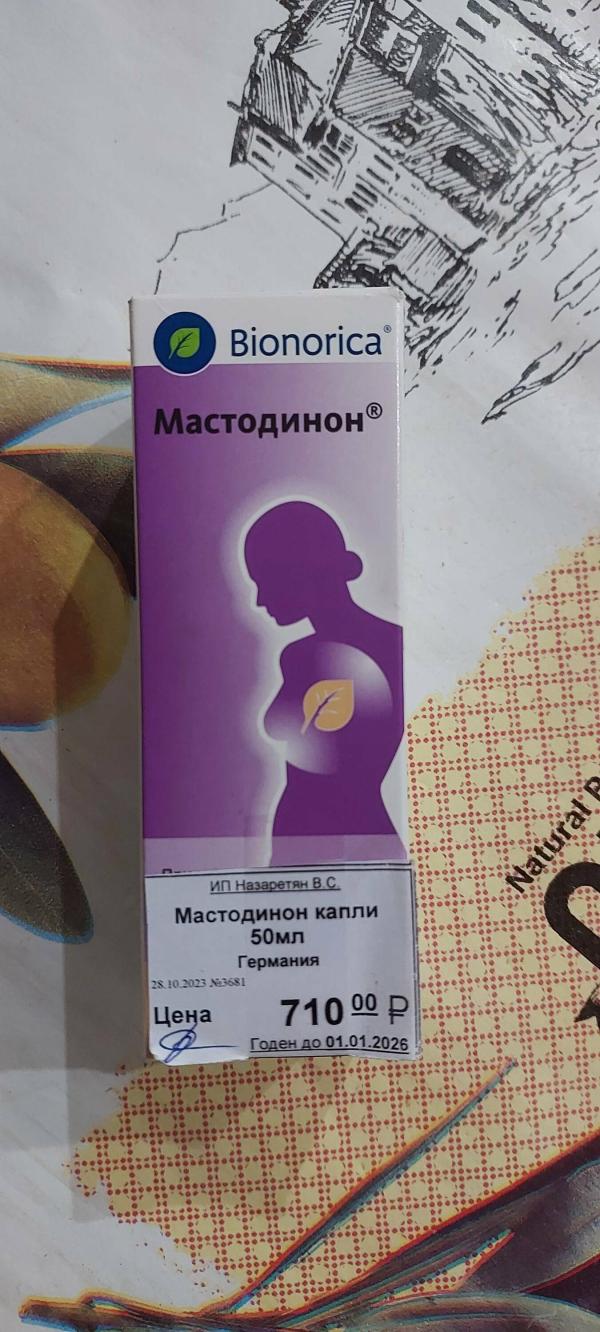 Bionorica®
Мастодинон®
ИП Назаретян В.С.
Мастодинон капли
50мл
Германия
28.10.2023 №3681
Цена 710 00 ₽
Годен до 01.01.2026
Natural